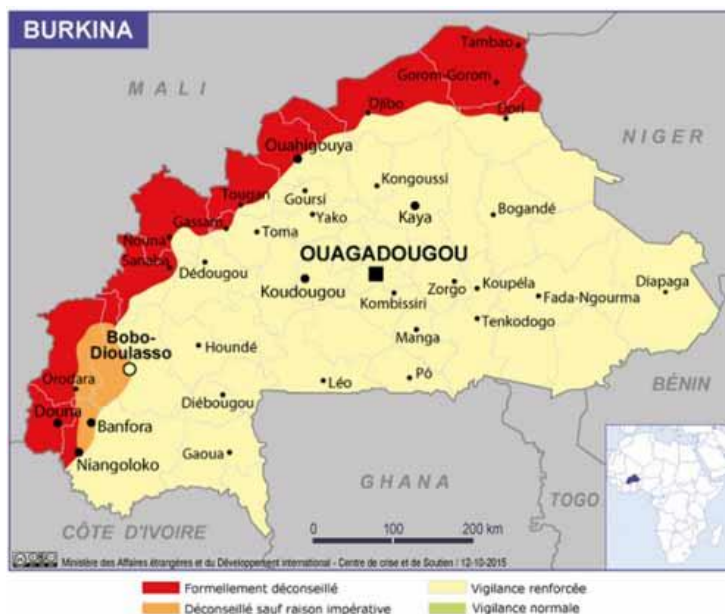 BURKINA
MALI
NIGER
BÉNIN
TOGO
GHANA
CÔTE D'IVOIRE
Tambao
Gorom-Gorom
Djibo
Dori
Ouahigouya
Kongoussi
Tougan
Goursi
Gassam
Yako
Kaya
Bogandé
Nouna
Toma
Sanaba
Dédougou
OUAGADOUGOU
Koudougou
Kombissiri
Zorgo
Koupéla
Diapaga
Fada-Ngourma
Tenkodogo
Manga
Bobo-
Dioulasso
Houndé
Orodara
Léo
Pô
Douna
Diébougou
Banfora
Niangoloko
Gaoua
0 100 200 km
Ministère des Affaires étrangères et du Développement international - Centre de crise et de Soutien / 12-10-2015
Formellement déconseillé
Vigilance renforcée
Déconseillé sauf raison impérative
Vigilance normale